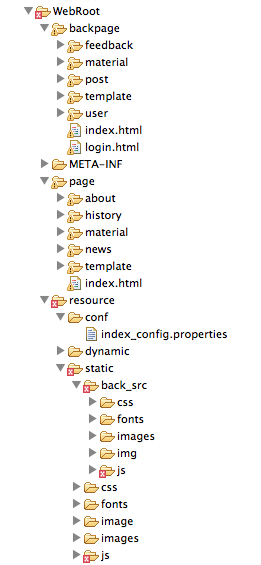 WebRoot
backpage
feedback
material
post
template
user
index.html
login.html
META-INF
page
about
history
material
news
template
index.html
resource
conf
index_config.properties
dynamic
static
back_src
css
fonts
images
img
js
css
fonts
image
images
js